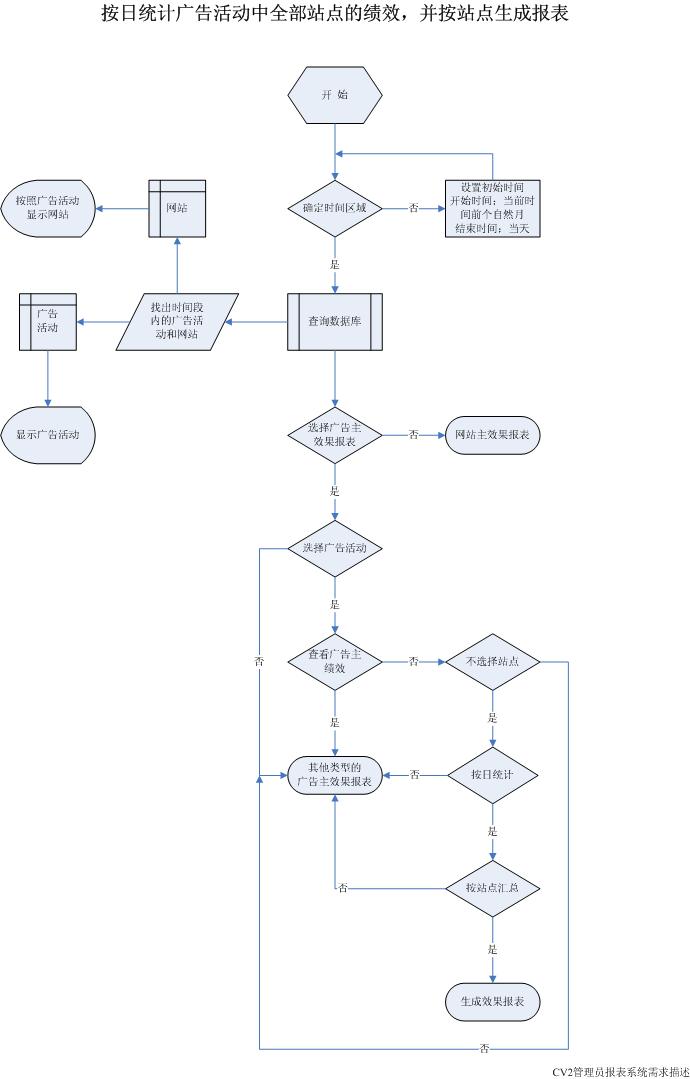 按日统计广告活动中全部站点的绩效，并按站点生成报表
开 始
按照广告活动
显示网站
网站
确定时间区域
否
设置初始时间
开始时间；当前时
间前个自然月
结束时间；当天
是
广告
活动
找出时间段
内的广告活
动和网站
查询数据库
显示广告活动
选择广告主
效果报表
否
网站主效果报表
是
选择广告活动
是
否
查看广告主
绩效
否
不选择站点
是
是
其他类型的
广告主效果报表
否
按日统计
是
否
按站点汇总
是
生成效果报表
否
CV2管理员报表系统需求描述